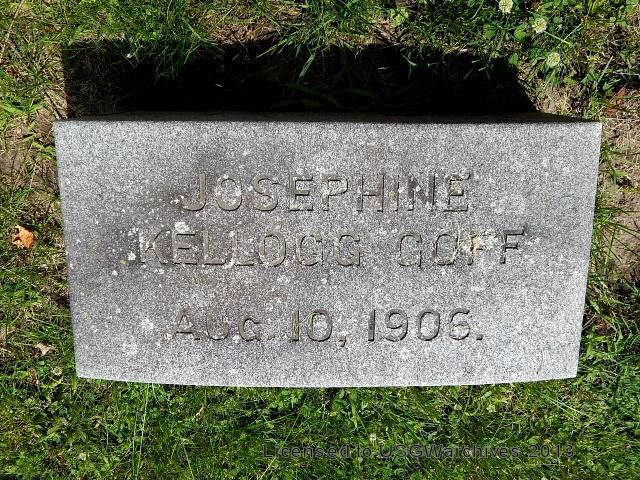 JOSEPHINE
KELLOGG GOFF
AUG. 10, 1906.
Licensed to USGWarchives 2013